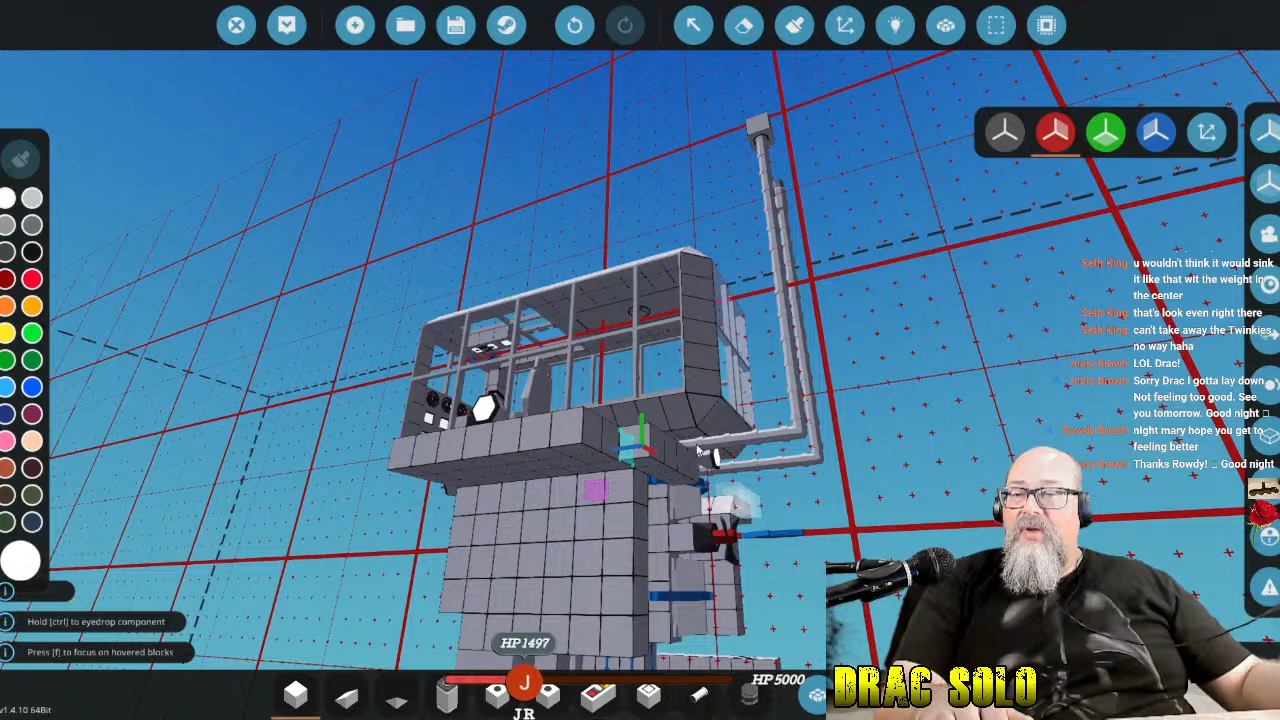 Seth King u wouldn't think it would sink
it like that wit the weight in
the center
Seth King that's look even right there
Seth King can't take away the Twinkies
no way haha
mary brown LOL Drac!
mary brown Sorry Drac I gotta lay down.
Not feeling too good. See
you tomorrow. Good night
Rowdy Busch night mary hope you get to
feeling better
mary brown Thanks Rowdy! .. Good night
Hold [ctrl] to eyedrop component
Press [f] to focus on hovered blocks
HP 1497
HP 5000
J
JR
v1.4.10 64Bit
DRAC SOLO